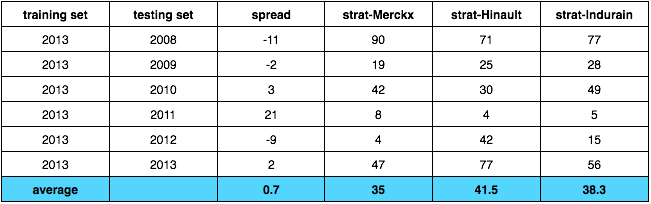 training set testing set spread strat-Merckx strat-Hinault strat-Indurain
2013 2008 -11 90 71 77
2013 2009 -2 19 25 28
2013 2010 3 42 30 49
2013 2011 21 8 4 5
2013 2012 -9 4 42 15
2013 2013 2 47 77 56
average 0.7 35 41.5 38.3